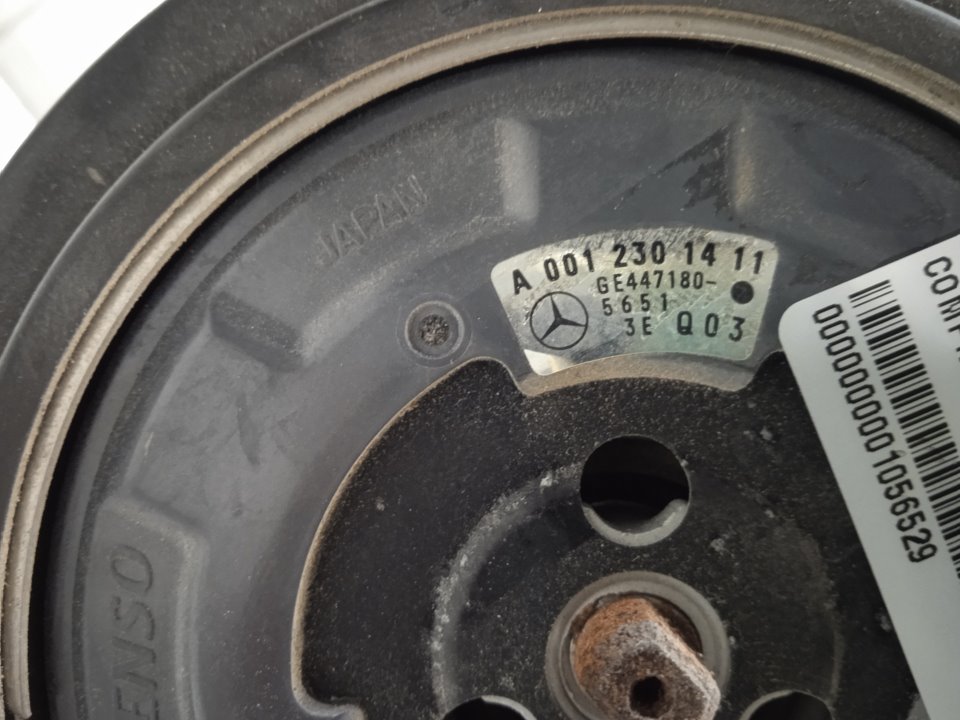 JAPAN
A 001 230 14 11
GE447180-
5651
3E Q03
COMP
0000000001056529
ENSO